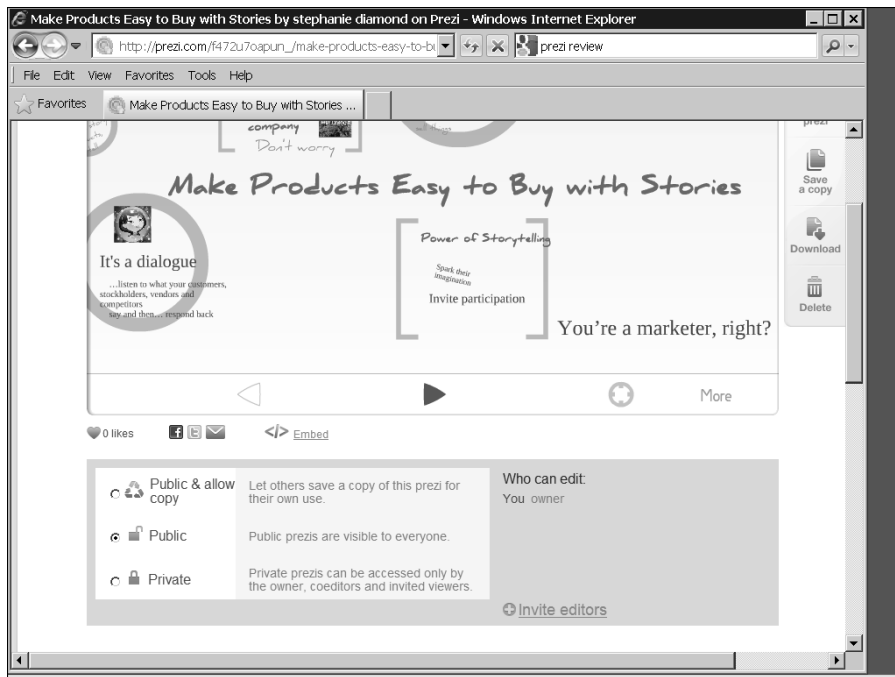 Make Products Easy to Buy with Stories by stephanie diamond on Prezi - Windows Internet Explorer
http://prezi.com/f472u7oapun_/make-products-easy-to-bu
prezi review
File Edit View Favorites Tools Help
Favorites
Make Products Easy to Buy with Stories ...
prezi
company
Don't worry
Save
a copy
Make Products Easy to Buy with Stories
Download
Power of Storytelling
It's a dialogue
Spark their
imagination
...listen to what your customers,
stockholders, vendors and
competitors
say and then.... respond back
Invite participation
Delete
You're a marketer, right?
More
0 likes
Embed
Public & allow
copy
Let others save a copy of this prezi for
their own use.
Public
Public prezis are visible to everyone.
Private
Private prezis can be accessed only by
the owner, coeditors and invited viewers.
Who can edit:
You owner
Invite editors